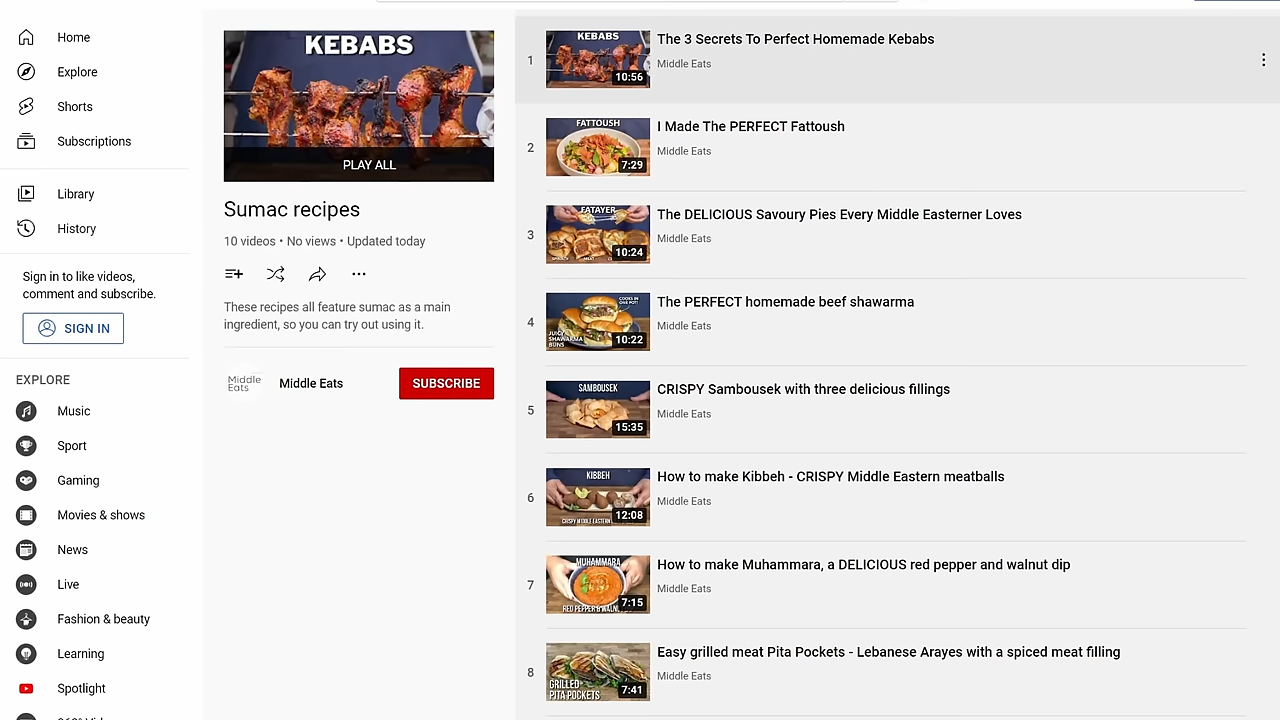 Home
Explore
Shorts
Subscriptions
Library
History
Sign in to like videos,
comment and subscribe.
SIGN IN
EXPLORE
Music
Sport
Gaming
Movies & shows
News
Live
Fashion & beauty
Learning
Spotlight
KEBABS
PLAY ALL
Sumac recipes
10 videos • No views • Updated today
These recipes all feature sumac as a main
ingredient, so you can try out using it.
Middle
Eats
Middle Eats
SUBSCRIBE
1
KEBABS
10:56
The 3 Secrets To Perfect Homemade Kebabs
Middle Eats
2
FATTOUSH
7:29
I Made The PERFECT Fattoush
Middle Eats
3
FATAYER
10:24
The DELICIOUS Savoury Pies Every Middle Easterner Loves
Middle Eats
4
COOKS IN
ONE POT!
JUICY
SHAWARMA
BUNS
10:22
The PERFECT homemade beef shawarma
Middle Eats
5
SAMBOUSEK
15:35
CRISPY Sambousek with three delicious fillings
Middle Eats
6
KIBBEH
CRISPY MIDDLE EASTERN
12:08
How to make Kibbeh - CRISPY Middle Eastern meatballs
Middle Eats
7
MUHAMMARA
RED PEPPER &
7:15
How to make Muhammara, a DELICIOUS red pepper and walnut dip
Middle Eats
8
GRILLED
PITA POCKETS
7:41
Easy grilled meat Pita Pockets - Lebanese Arayes with a spiced meat filling
Middle Eats